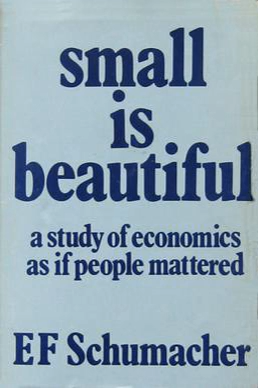 small
is
beautiful
a study of economics
as if people mattered
E F Schumacher